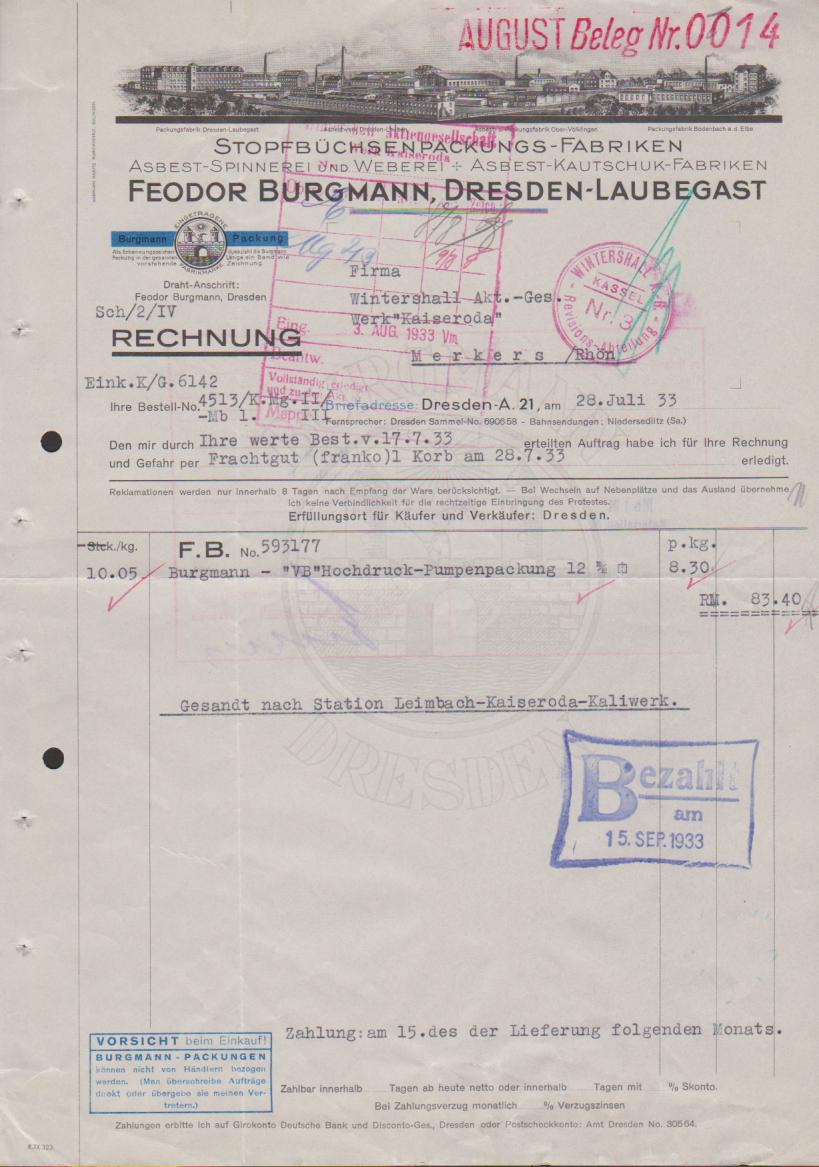 AUGUST Beleg Nr. 0014
Packungsfabrik Dresden-Laubegast
Packungsfabrik Bodenbach a. d. Elbe
STOPFBÜCHSENPACKUNGS-FABRIKEN
ASBEST-SPINNEREI UND WEBEREI ÷ ASBEST-KAUTSCHUK-FABRIKEN
FEODOR BURGMANN, DRESDEN-LAUBEGAST
EINGETRAGENE
Burgmann Packung
FABRIKMARKE
Draht-Anschrift:
Feodor Burgmann, Dresden
Sch/2/IV
RECHNUNG
Aktiengesellschaft
Werk Kaiseroda
Eing. 3. AUG. 1933 Vm.
Beantw.
Vollständig erledigt
Firma
Wintershall Akt.-Ges.
Werk "Kaiseroda"
Merkers /Rhön
WINTERSHALL A.G.
KASSEL
Nr. 3
Revisions-Abteilung
Eink.K/G.6142
Ihre Bestell-No. 4513/K.Mg.II/
-Mb 1. III
Briefadresse: Dresden-A. 21, am 28.Juli 33
Fernsprecher: Dresden Sammel-No. 690658 - Bahnsendungen: Niedersedlitz (Sa.)
Den mir durch Ihre werte Best.v.17.7.33 erteilten Auftrag habe ich für Ihre Rechnung
und Gefahr per Frachtgut (franko)1 Korb am 28.7.33 erledigt.
Reklamationen werden nur innerhalb 8 Tagen nach Empfang der Ware berücksichtigt. — Bei Wechseln auf Nebenplätze und das Ausland übernehme
ich keine Verbindlichkeit für die rechtzeitige Einbringung des Protestes.
Erfüllungsort für Käufer und Verkäufer: Dresden.
Stck./kg. F.B. No. 593177 p.kg.
10.05 Burgmann - "VB"Hochdruck-Pumpenpackung 12 8.30
RM. 83.40
Gesandt nach Station Leimbach-Kaiseroda-Kaliwerk.
DRESDEN
Bezahlt
am
15. SEP. 1933
Zahlung: am 15.des der Lieferung folgenden Monats.
VORSICHT beim Einkauf!
BURGMANN-PACKUNGEN
können nicht von Händlern bezogen
werden. (Man überschreibe Aufträge
direkt oder übergebe sie meinen Ver-
tretern.)
Zahlbar innerhalb Tagen ab heute netto oder innerhalb Tagen mit % Skonto.
Bei Zahlungsverzug monatlich % Verzugszinsen
Zahlungen erbitte ich auf Girokonto Deutsche Bank und Disconto-Ges., Dresden oder Postscheckkonto: Amt Dresden No. 30564.